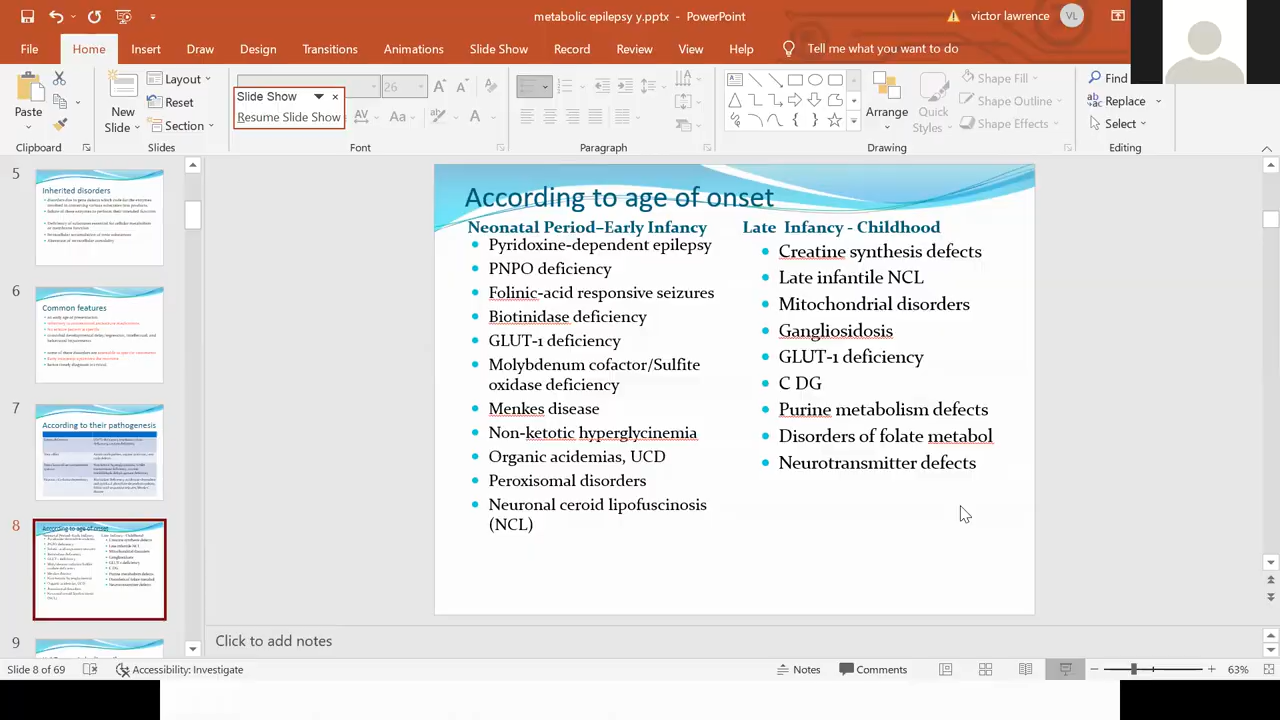 metabolic epilepsy y.pptx - PowerPoint
victor lawrence
VL
File
Home
Insert
Draw
Design
Transitions
Animations
Slide Show
Record
Review
View
Help
Tell me what you want to do
Paste
Clipboard
New
Slide
Layout
Reset
Section
Slides
26
Slide Show
Resume Slide Show
Aa
A
Font
Paragraph
Arrange
Quick
Styles
Shape Fill
Shape Outline
Shape Effects
Drawing
Find
Replace
Select
Editing
5
Inherited disorders
6
Common features
7
According to their pathogenesis
8
According to age of onset
9
According to age of onset
Neonatal Period–Early Infancy
Pyridoxine-dependent epilepsy
PNPO deficiency
Folinic-acid responsive seizures
Biotinidase deficiency
GLUT-1 deficiency
Molybdenum cofactor/Sulfite
oxidase deficiency
Menkes disease
Non-ketotic hyperglycinemia
Organic acidemias, UCD
Peroxisomal disorders
Neuronal ceroid lipofuscinosis
(NCL)
Late Infancy - Childhood
Creatine synthesis defects
Late infantile NCL
Mitochondrial disorders
Gangliosidosis
GLUT-1 deficiency
C DG
Purine metabolism defects
Disorders of folate metabol
Neurotransmitter defects
Click to add notes
Slide 8 of 69
Accessibility: Investigate
Notes
Comments
63%